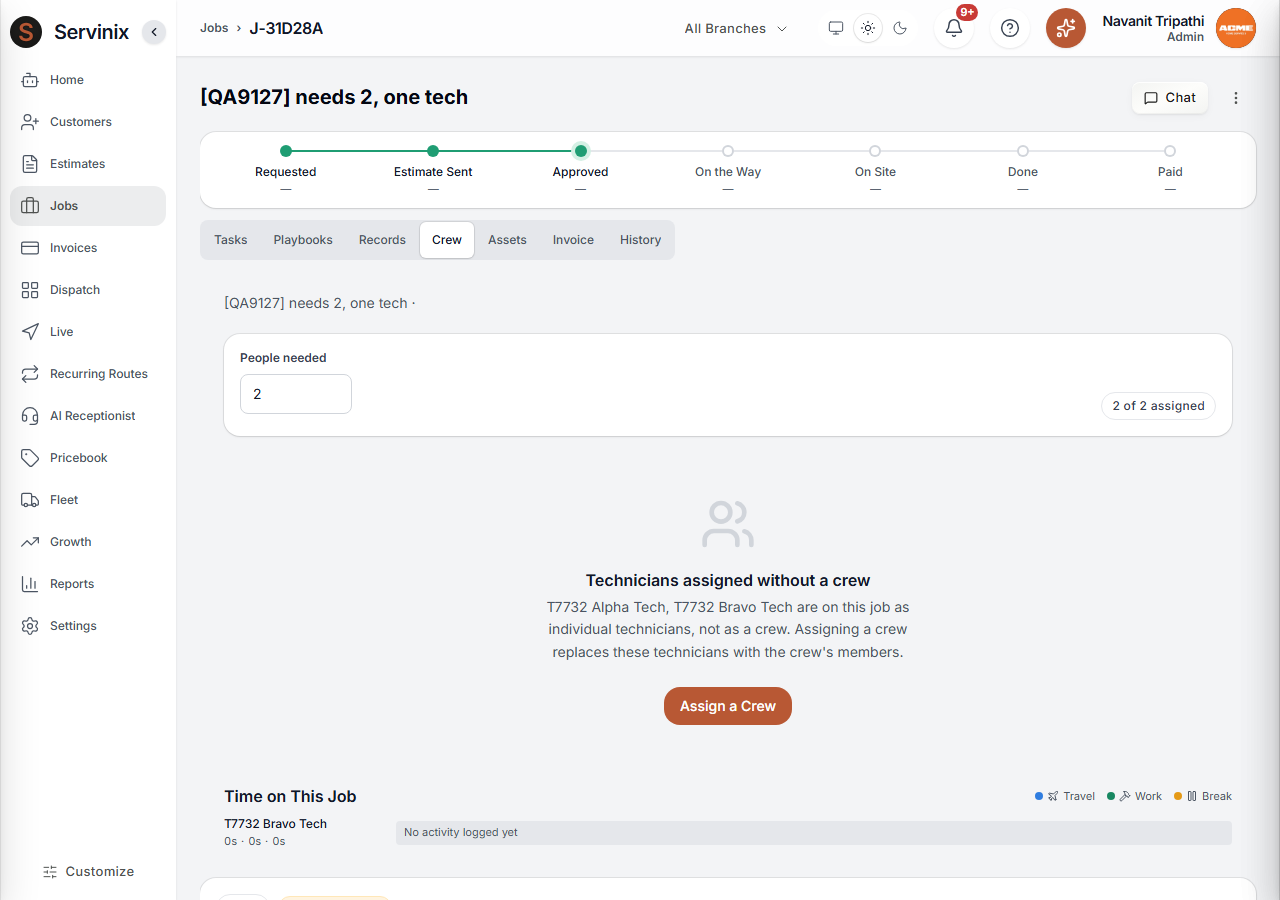 S Servinix
Jobs › J-31D28A
All Branches
9+
Navanit Tripathi
Admin
ACME
Home
Customers
Estimates
Jobs
Invoices
Dispatch
Live
Recurring Routes
AI Receptionist
Pricebook
Fleet
Growth
Reports
Settings
Customize
[QA9127] needs 2, one tech
Chat
Requested
Estimate Sent
Approved
On the Way
On Site
Done
Paid
— — — — — — —
Tasks
Playbooks
Records
Crew
Assets
Invoice
History
[QA9127] needs 2, one tech ·
People needed
2
2 of 2 assigned
Technicians assigned without a crew
T7732 Alpha Tech, T7732 Bravo Tech are on this job as
individual technicians, not as a crew. Assigning a crew
replaces these technicians with the crew's members.
Assign a Crew
Time on This Job
Travel
Work
Break
T7732 Bravo Tech
0s · 0s · 0s
No activity logged yet